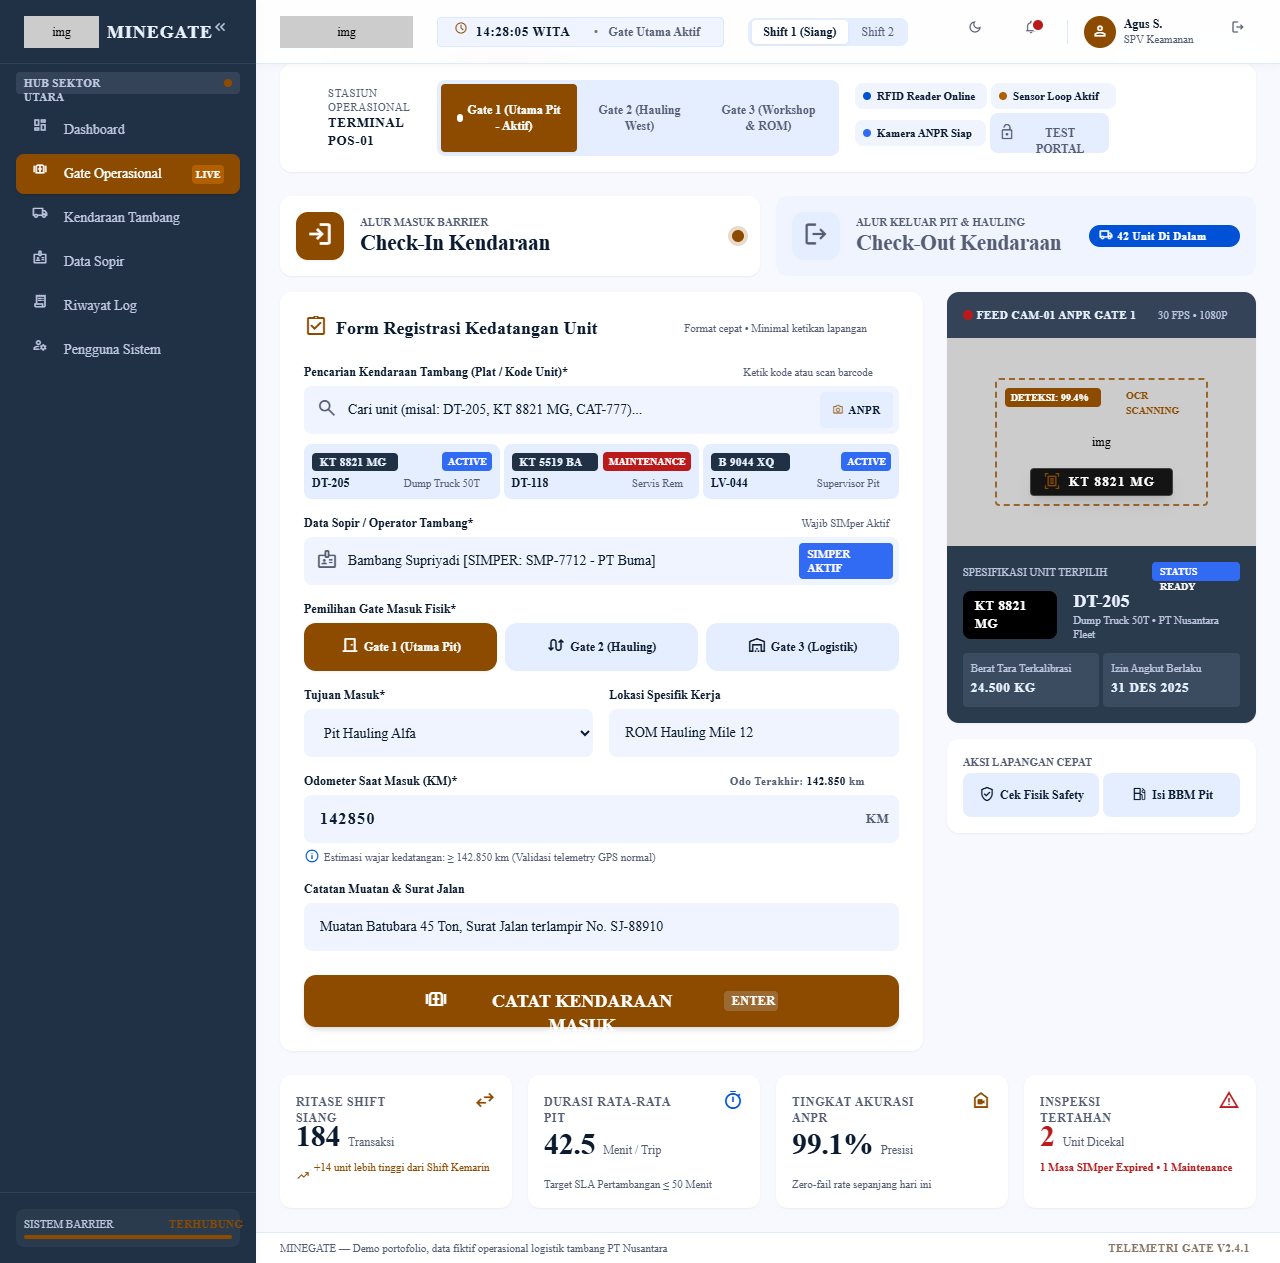 img
MINEGATE
HUB SEKTOR UTARA
Dashboard
Gate Operasional
LIVE
Kendaraan Tambang
Data Sopir
Riwayat Log
Pengguna Sistem
SISTEM BARRIER
TERHUBUNG
img
14:28:05 WITA
• Gate Utama Aktif
Shift 1 (Siang)
Shift 2
Agus S.
SPV Keamanan
STASIUN OPERASIONAL
TERMINAL POS-01
Gate 1 (Utama Pit - Aktif)
Gate 2 (Hauling West)
Gate 3 (Workshop & ROM)
RFID Reader Online
Sensor Loop Aktif
Kamera ANPR Siap
TEST PORTAL
ALUR MASUK BARRIER
Check-In Kendaraan
ALUR KELUAR PIT & HAULING
Check-Out Kendaraan
42 Unit Di Dalam
Form Registrasi Kedatangan Unit
Format cepat • Minimal ketikan lapangan
Pencarian Kendaraan Tambang (Plat / Kode Unit)*
Ketik kode atau scan barcode
Cari unit (misal: DT-205, KT 8821 MG, CAT-777)...
ANPR
KT 8821 MG
ACTIVE
DT-205
Dump Truck 50T
KT 5519 BA
MAINTENANCE
DT-118
Servis Rem
B 9044 XQ
ACTIVE
LV-044
Supervisor Pit
Data Sopir / Operator Tambang*
Wajib SIMper Aktif
Bambang Supriyadi [SIMPER: SMP-7712 - PT Buma]
SIMPER AKTIF
Pemilihan Gate Masuk Fisik*
Gate 1 (Utama Pit)
Gate 2 (Hauling)
Gate 3 (Logistik)
Tujuan Masuk*
Lokasi Spesifik Kerja
Pit Hauling Alfa
ROM Hauling Mile 12
Odometer Saat Masuk (KM)*
Odo Terakhir: 142.850 km
142850
KM
Estimasi wajar kedatangan: ≥ 142.850 km (Validasi telemetry GPS normal)
Catatan Muatan & Surat Jalan
Muatan Batubara 45 Ton, Surat Jalan terlampir No. SJ-88910
CATAT KENDARAAN MASUK
ENTER
FEED CAM-01 ANPR GATE 1
30 FPS • 1080P
DETEKSI: 99.4%
OCR SCANNING
img
KT 8821 MG
SPESIFIKASI UNIT TERPILIH
STATUS READY
KT 8821 MG
DT-205
Dump Truck 50T • PT Nusantara Fleet
Berat Tara Terkalibrasi
24.500 KG
Izin Angkut Berlaku
31 DES 2025
AKSI LAPANGAN CEPAT
Cek Fisik Safety
Isi BBM Pit
RITASE SHIFT SIANG
184 Transaksi
+14 unit lebih tinggi dari Shift Kemarin
DURASI RATA-RATA PIT
42.5 Menit / Trip
Target SLA Pertambangan ≤ 50 Menit
TINGKAT AKURASI ANPR
99.1% Presisi
Zero-fail rate sepanjang hari ini
INSPEKSI TERTAHAN
2 Unit Dicekal
1 Masa SIMper Expired • 1 Maintenance
MINEGATE — Demo portofolio, data fiktif operasional logistik tambang PT Nusantara
TELEMETRI GATE V2.4.1